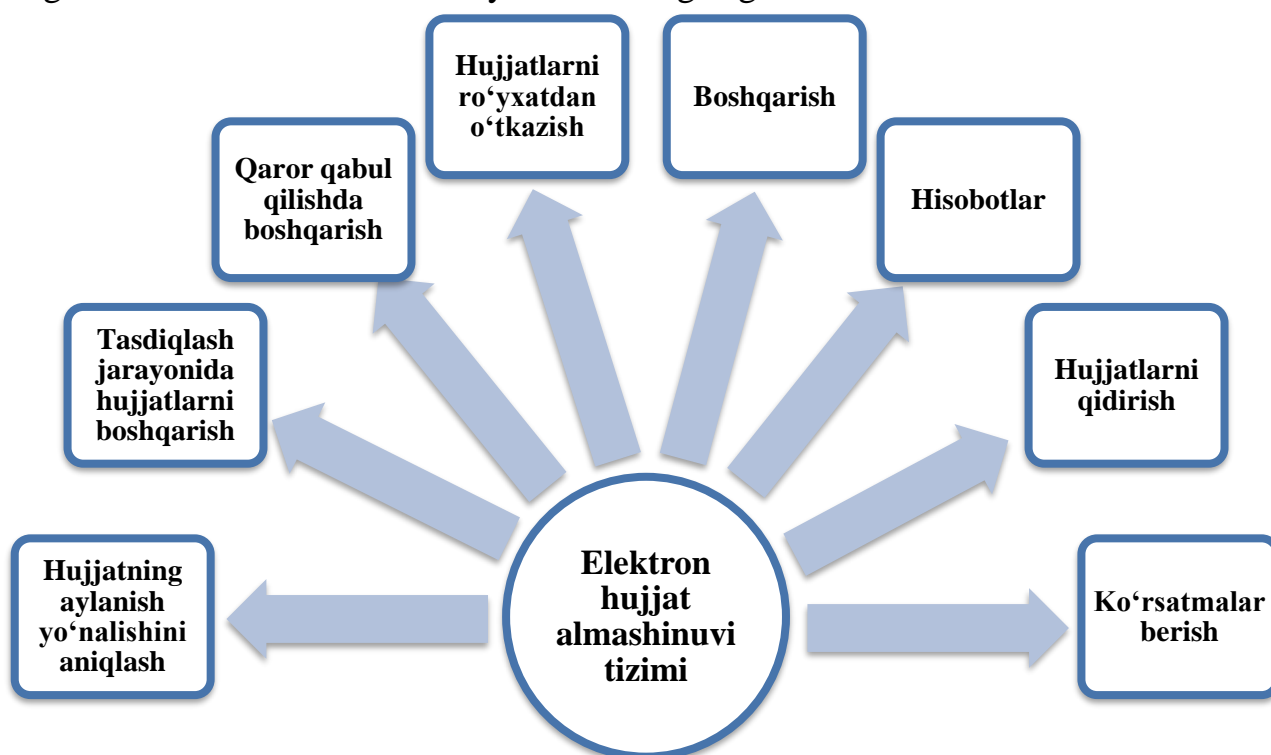 Hujjatlarni
ro‘yxatdan
o‘tkazish
Boshqarish
Qaror qabul
qilishda
boshqarish
Hisobotlar
Tasdiqlash
jarayonida
hujjatlarni
boshqarish
Hujjatlarni
qidirish
Hujjatning
aylanish
yo‘nalishini
aniqlash
Elektron
hujjat
almashinuvi
tizimi
Ko‘rsatmalar
berish